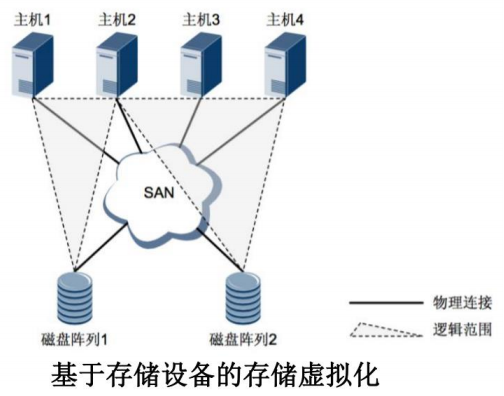 主机1 主机2 主机3 主机4
SAN
磁盘阵列1 磁盘阵列2
物理连接
逻辑范围
基于存储设备的存储虚拟化